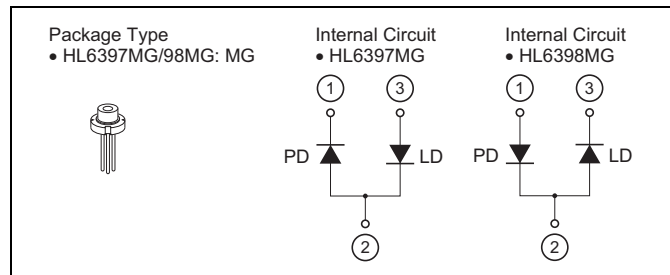 Package Type
• HL6397MG/98MG: MG
Internal Circuit
• HL6397MG
1 3
PD LD
2
Internal Circuit
• HL6398MG
1 3
PD LD
2